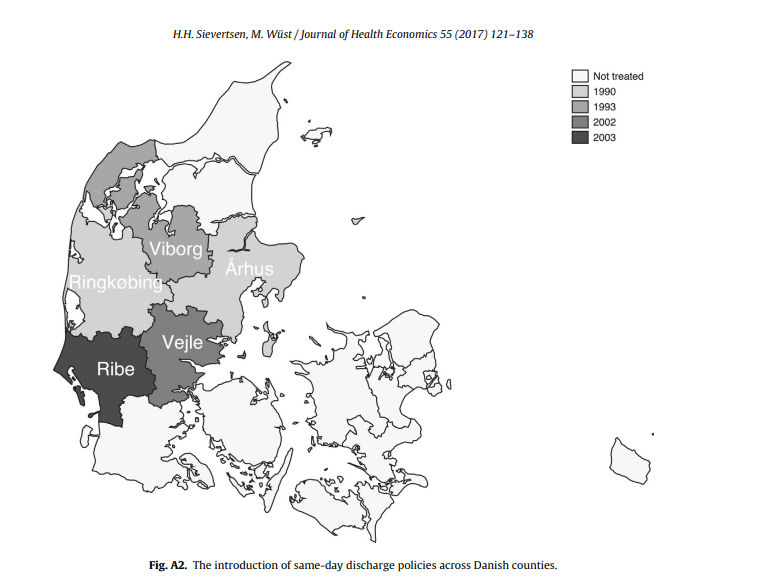 H.H. Sievertsen, M. Wüst / Journal of Health Economics 55 (2017) 121–138
Not treated
1990
1993
2002
2003
Viborg
Århus
Ringkøbing
Vejle
Ribe
Fig. A2. The introduction of same-day discharge policies across Danish counties.